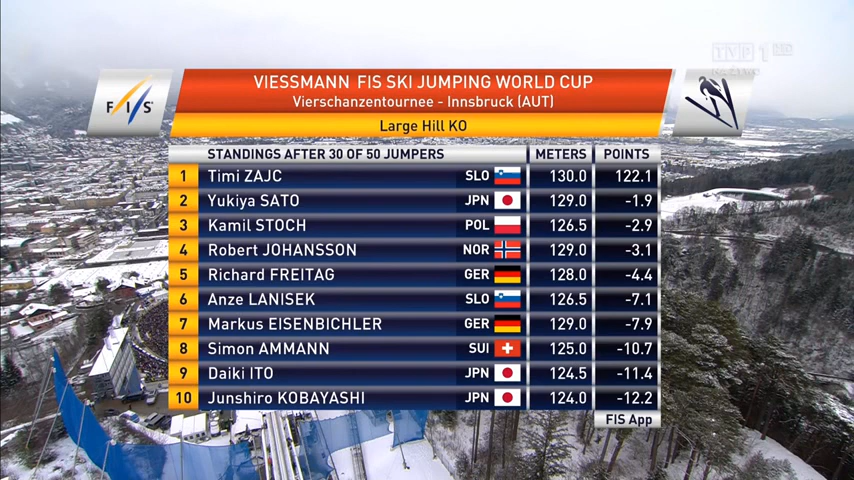 TVP 1 HD
FIS
VIESSMANN FIS SKI JUMPING WORLD CUP
Vierschanzentournee - Innsbruck (AUT)
Large Hill KO
STANDINGS AFTER 30 OF 50 JUMPERS METERS POINTS
1 Timi ZAJC SLO 130.0 122.1
2 Yukiya SATO JPN 129.0 -1.9
3 Kamil STOCH POL 126.5 -2.9
4 Robert JOHANSSON NOR 129.0 -3.1
5 Richard FREITAG GER 128.0 -4.4
6 Anze LANISEK SLO 126.5 -7.1
7 Markus EISENBICHLER GER 129.0 -7.9
8 Simon AMMANN SUI 125.0 -10.7
9 Daiki ITO JPN 124.5 -11.4
10 Junshiro KOBAYASHI JPN 124.0 -12.2
FIS App